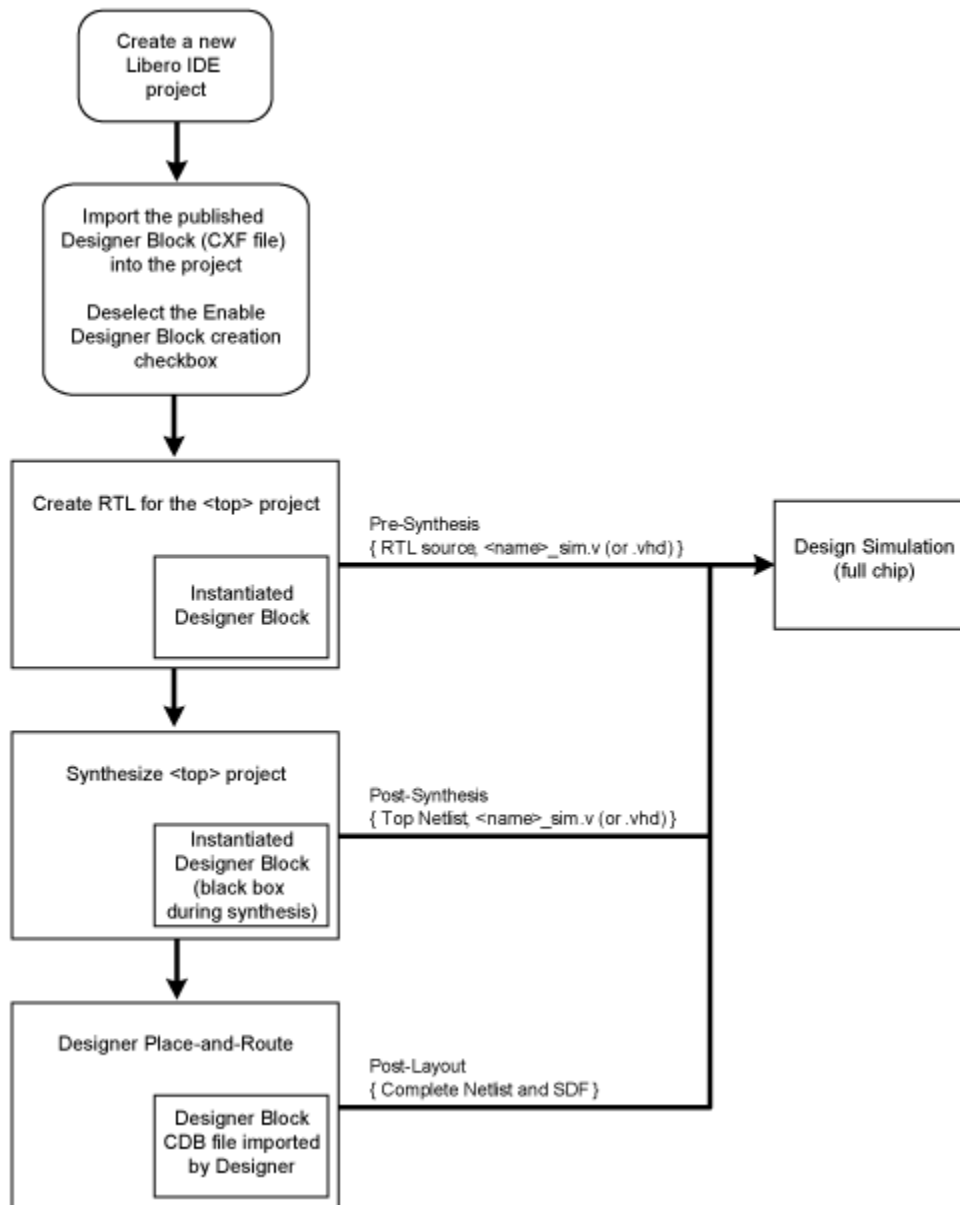 Create a new
Libero IDE
project
Import the published
Designer Block (CXF file)
into the project
Deselect the Enable
Designer Block creation
checkbox
Create RTL for the <top> project
Instantiated
Designer Block
Pre-Synthesis
{ RTL source, <name>_sim.v (or .vhd) }
Design Simulation
(full chip)
Synthesize <top> project
Instantiated
Designer Block
(black box
during synthesis)
Post-Synthesis
{ Top Netlist, <name>_sim.v (or .vhd) }
Designer Place-and-Route
Designer Block
CDB file imported
by Designer
Post-Layout
{ Complete Netlist and SDF }